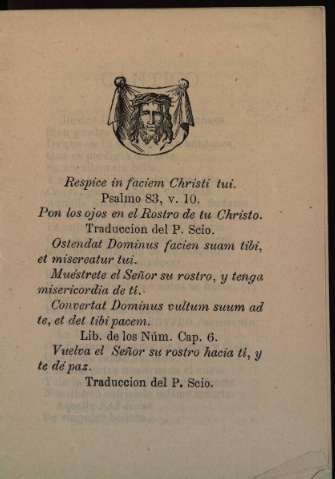 Respice in faciem Christi tui.
Psalmo 83, v. 10.
Pon los ojos en el Rostro de tu Christo.
Traduccion del P. Scio.
Ostendat Dominus facien suam tibi,
et misereatur tui.
Muéstrete el Señor su rostro, y tenga
misericordia de tí.
Convertat Dominus vultum suum ad
te, et det tibi pacem.
Lib. de los Núm. Cap. 6.
Vuelva el Señor su rostro hacia tí, y
te dé paz.
Traduccion del P. Scio.